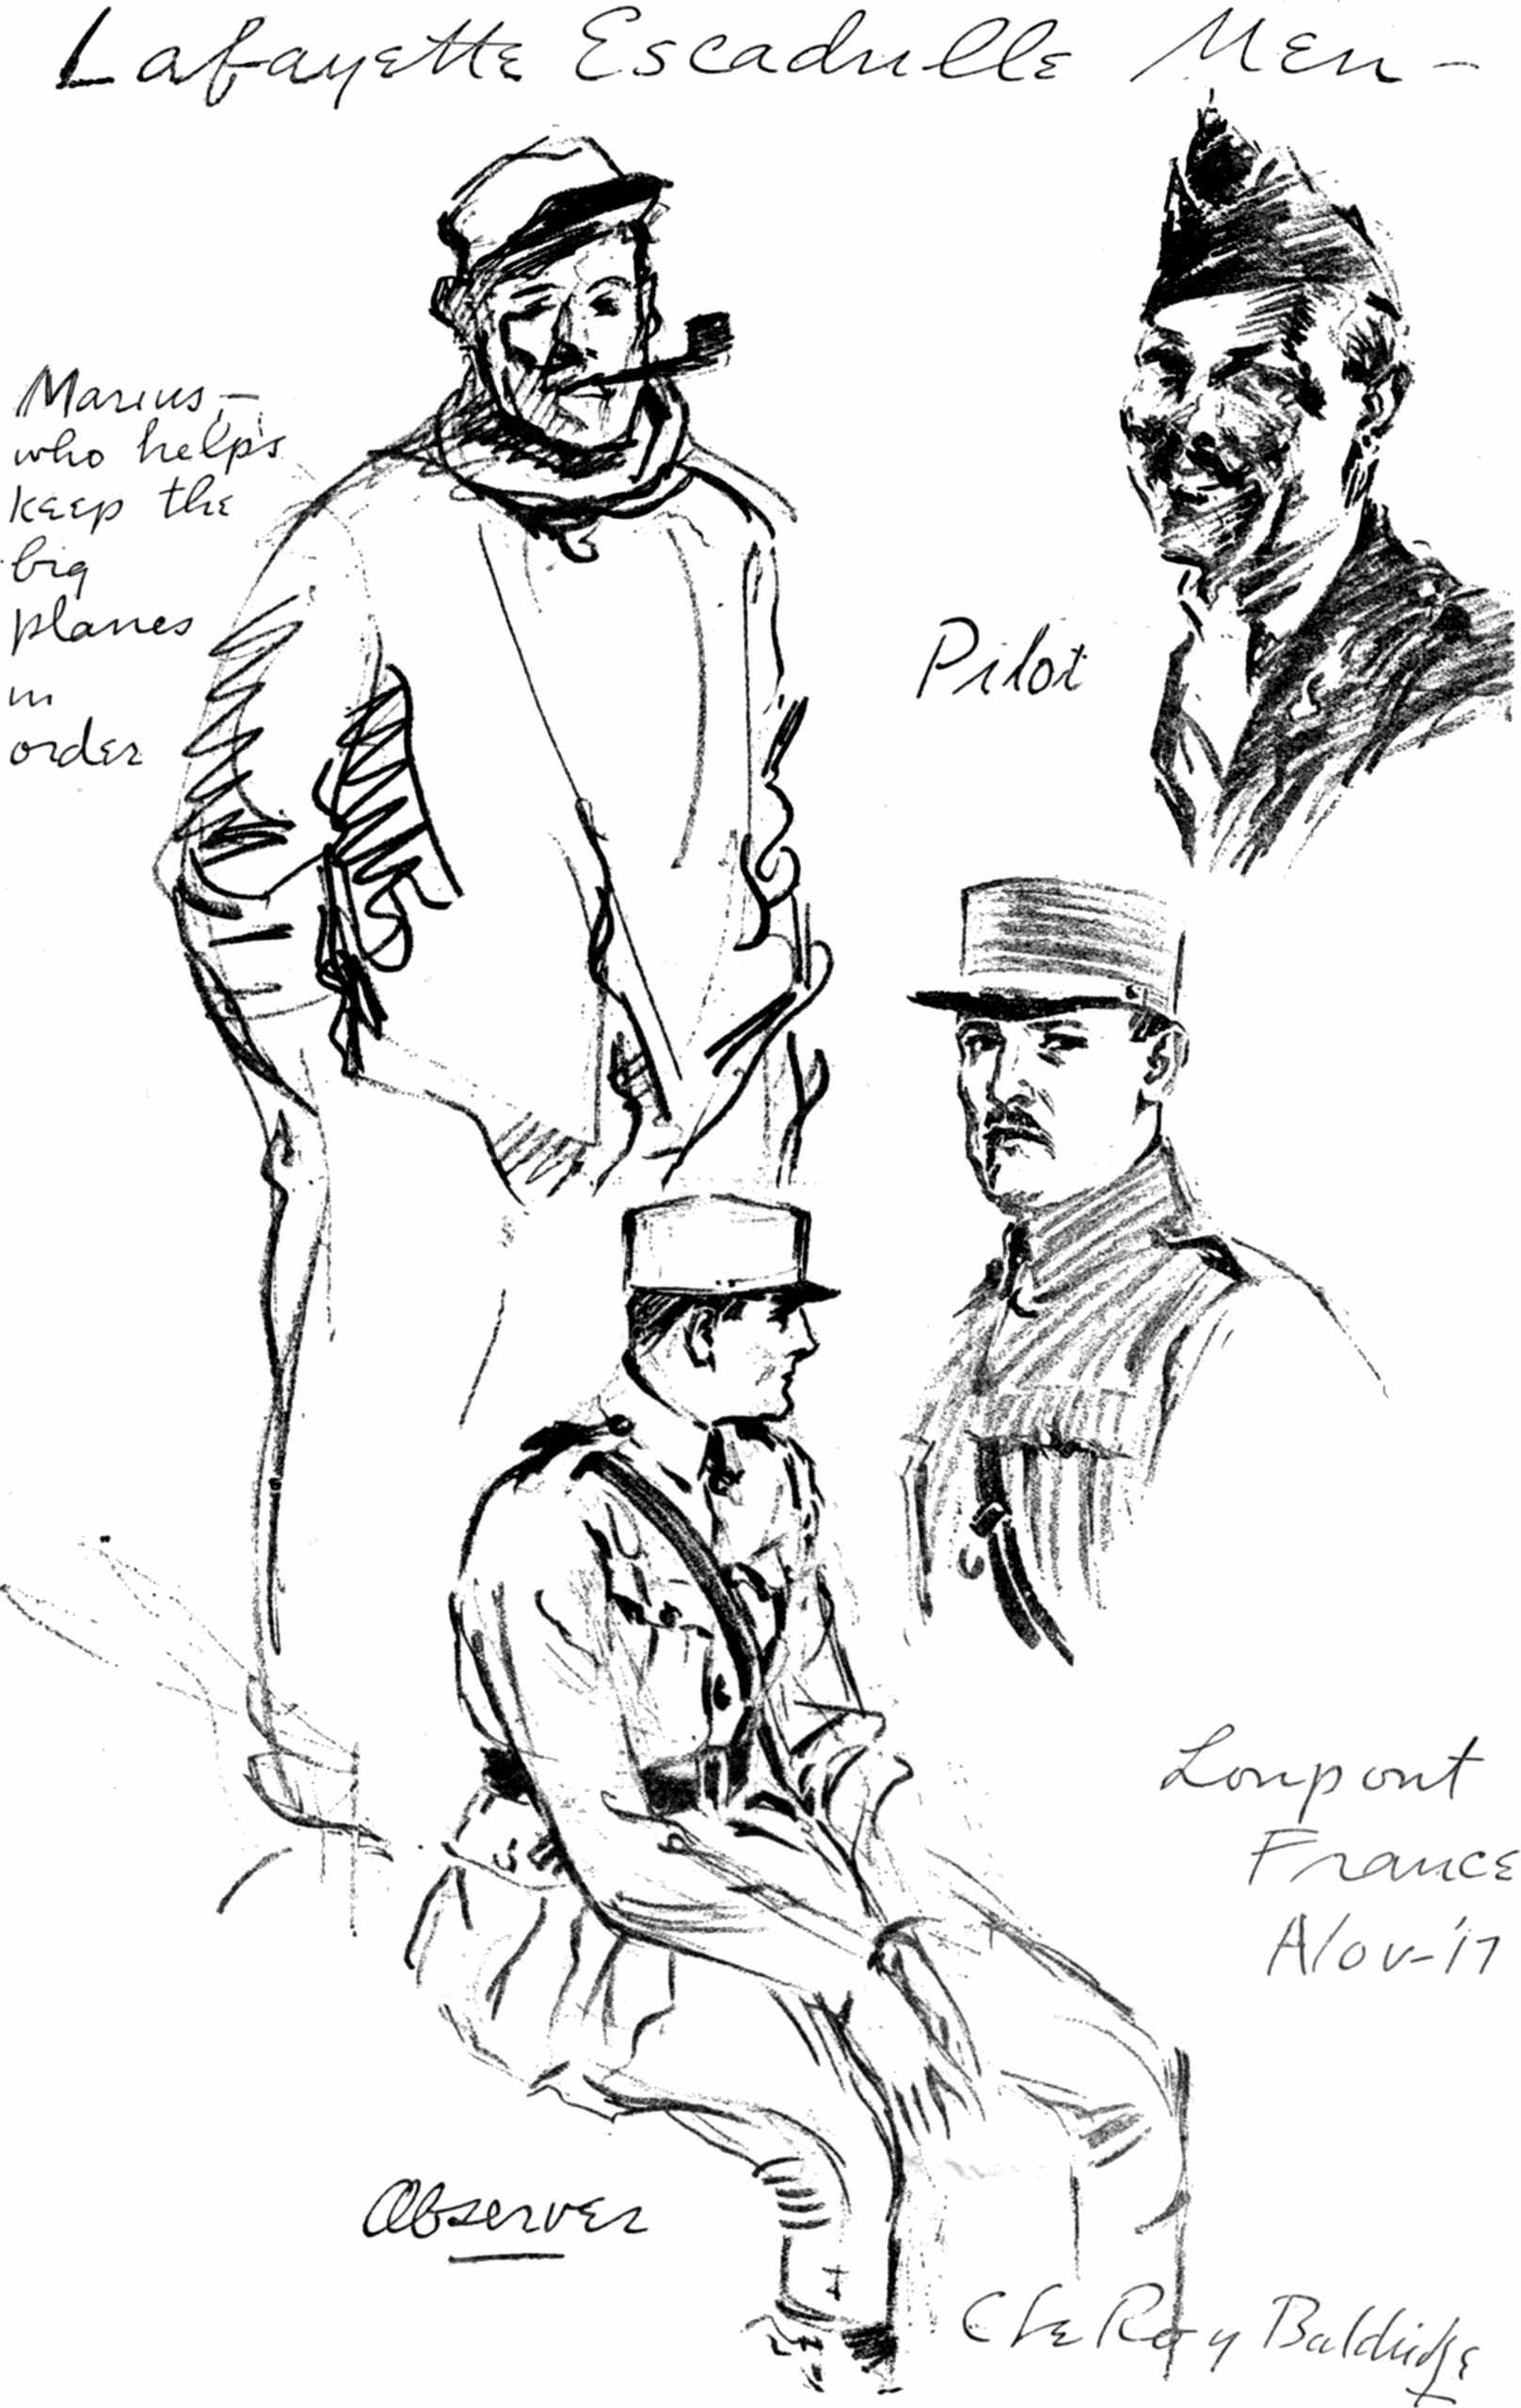 Lafayette Escadrille Men -
Marius, -
who helps
keep the
big
planes
in
order
Pilot
Longpont
France
Nov-'17
Observer
C LeRoy Baldridge